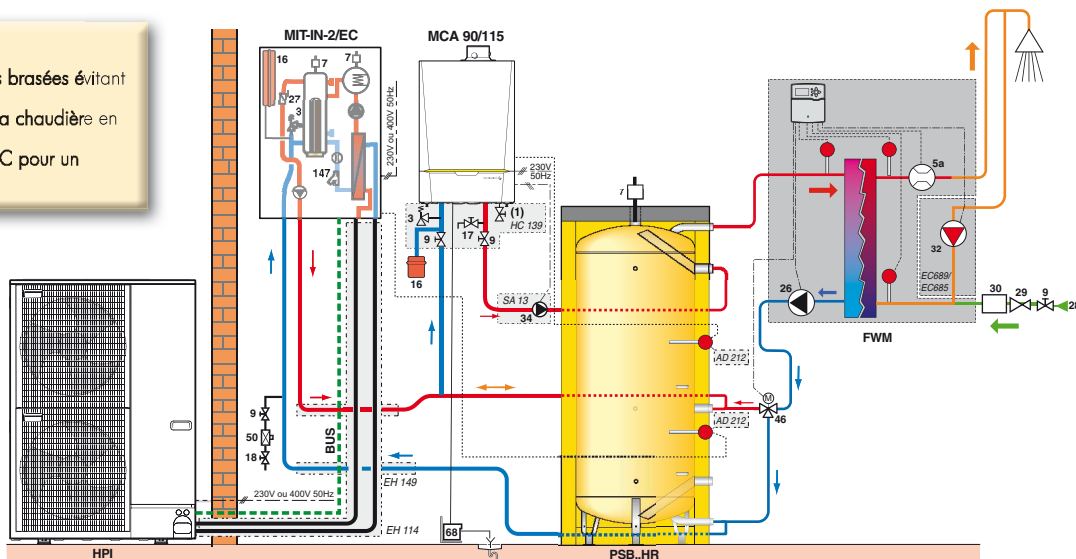 s brasées évitant
a chaudière en
C pour un
MIT-IN-2/EC
MCA 90/115
16
7
7
27
3
147
230V ou 400V 50Hz
230V
50Hz
3
(1)
17
HC 139
9
9
16
SA 13
34
7
5a
32
EC689/
EC685
30
29
9
28
26
FWM
AD 212
M
46
AD 212
9
50
18
BUS
EH 149
230V ou 400V 50Hz
EH 114
68
HPI
PSB..HR